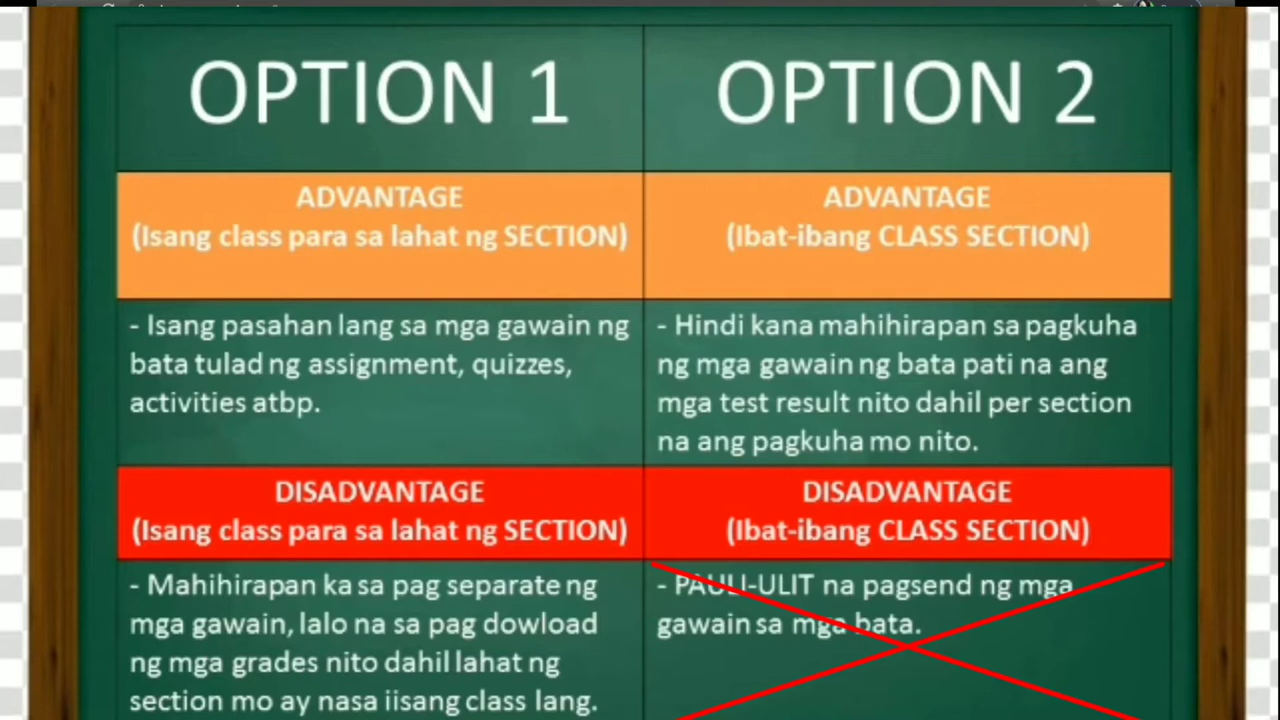 OPTION 1
OPTION 2
ADVANTAGE
(Isang class para sa lahat ng SECTION)
ADVANTAGE
(Ibat-ibang CLASS SECTION)
- Isang pasahan lang sa mga gawain ng
bata tulad ng assignment, quizzes,
activities atbp.
- Hindi kana mahihirapan sa pagkuha
ng mga gawain ng bata pati na ang
mga test result nito dahil per section
na ang pagkuha mo nito.
DISADVANTAGE
(Isang class para sa lahat ng SECTION)
DISADVANTAGE
(Ibat-ibang CLASS SECTION)
- Mahihirapan ka sa pag separate ng
mga gawain, lalo na sa pag dowload
ng mga grades nito dahil lahat ng
section mo ay nasa iisang class lang.
- PAULI-ULIT na pagsend ng mga
gawain sa mga bata.